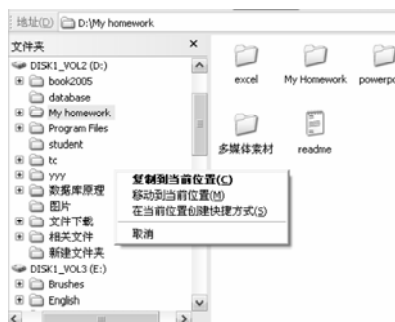 地址(D) D:\My homework
文件夹 ×
DISK1_VOL2 (D:)
book2005
database
My homework
Program Files
student
tc
yyy
数据库原理
图片
文件下载
相关文件
新建文件夹
DISK1_VOL3 (E:)
Brushes
English
excel My Homework powerpo
多媒体素材 readme
复制到当前位置(C)
移动到当前位置(M)
在当前位置创建快捷方式(S)
取消